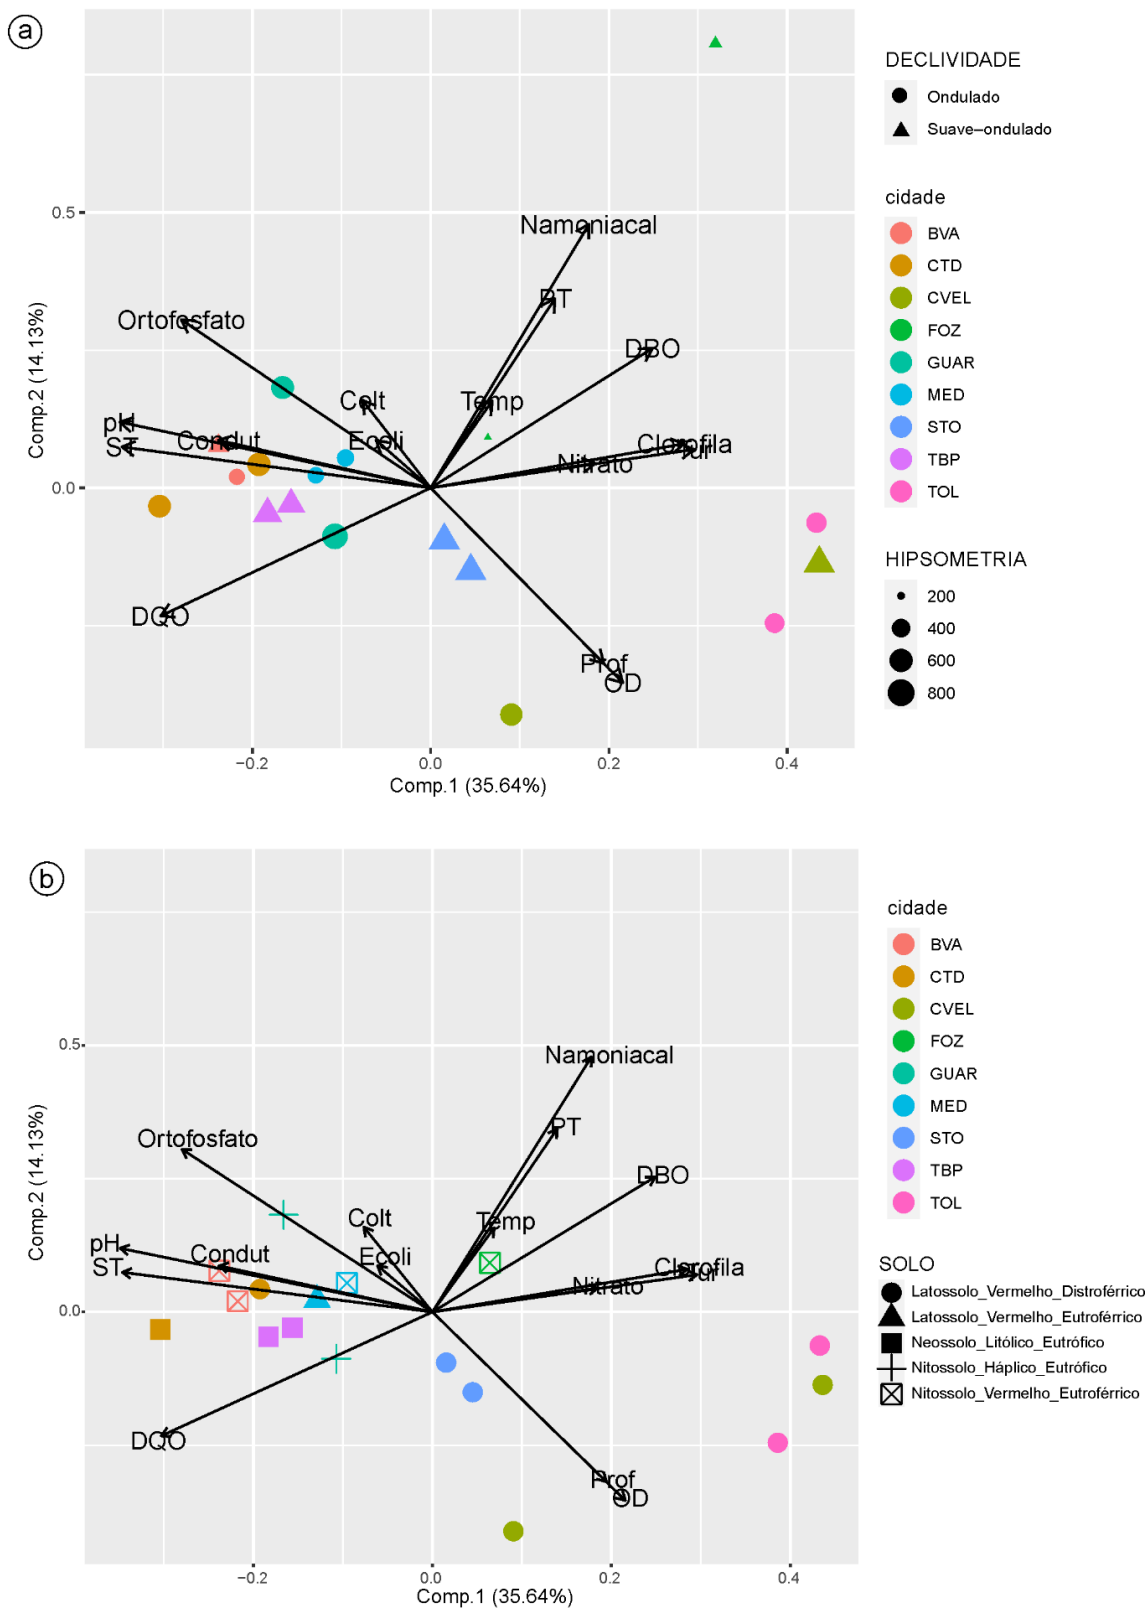 a
DECLIVIDADE
Ondulado
Suave−ondulado
cidade
BVA
CTD
CVEL
FOZ
GUAR
MED
STO
TBP
TOL
HIPSOMETRIA
200
400
600
800
Comp.2 (14.13%)
0.5
0.0
Namoniacal
PT
Ortofosfato
DBO
Colt
Temp
pH
Condut
Ecoli
Clorofila
ST
Tur
Nitrato
DQO
Prof
OD
−0.2
0.0
0.2
0.4
Comp.1 (35.64%)
b
cidade
BVA
CTD
CVEL
FOZ
GUAR
MED
STO
TBP
TOL
SOLO
Latossolo_Vermelho_Distroférrico
Latossolo_Vermelho_Eutroférrico
Neossolo_Litólico_Eutrófico
Nitossolo_Háplico_Eutrófico
Nitossolo_Vermelho_Eutroférrico
Comp.2 (14.13%)
0.5
0.0
Namoniacal
PT
Ortofosfato
DBO
Colt
Temp
pH
Condut
Ecoli
Clorofila
ST
Tur
Nitrato
DQO
Prof
OD
−0.2
0.0
0.2
0.4
Comp.1 (35.64%)